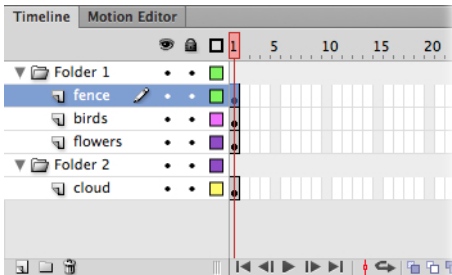 Timeline Motion Editor
1 5 10 15 20
Folder 1
fence
birds
flowers
Folder 2
cloud